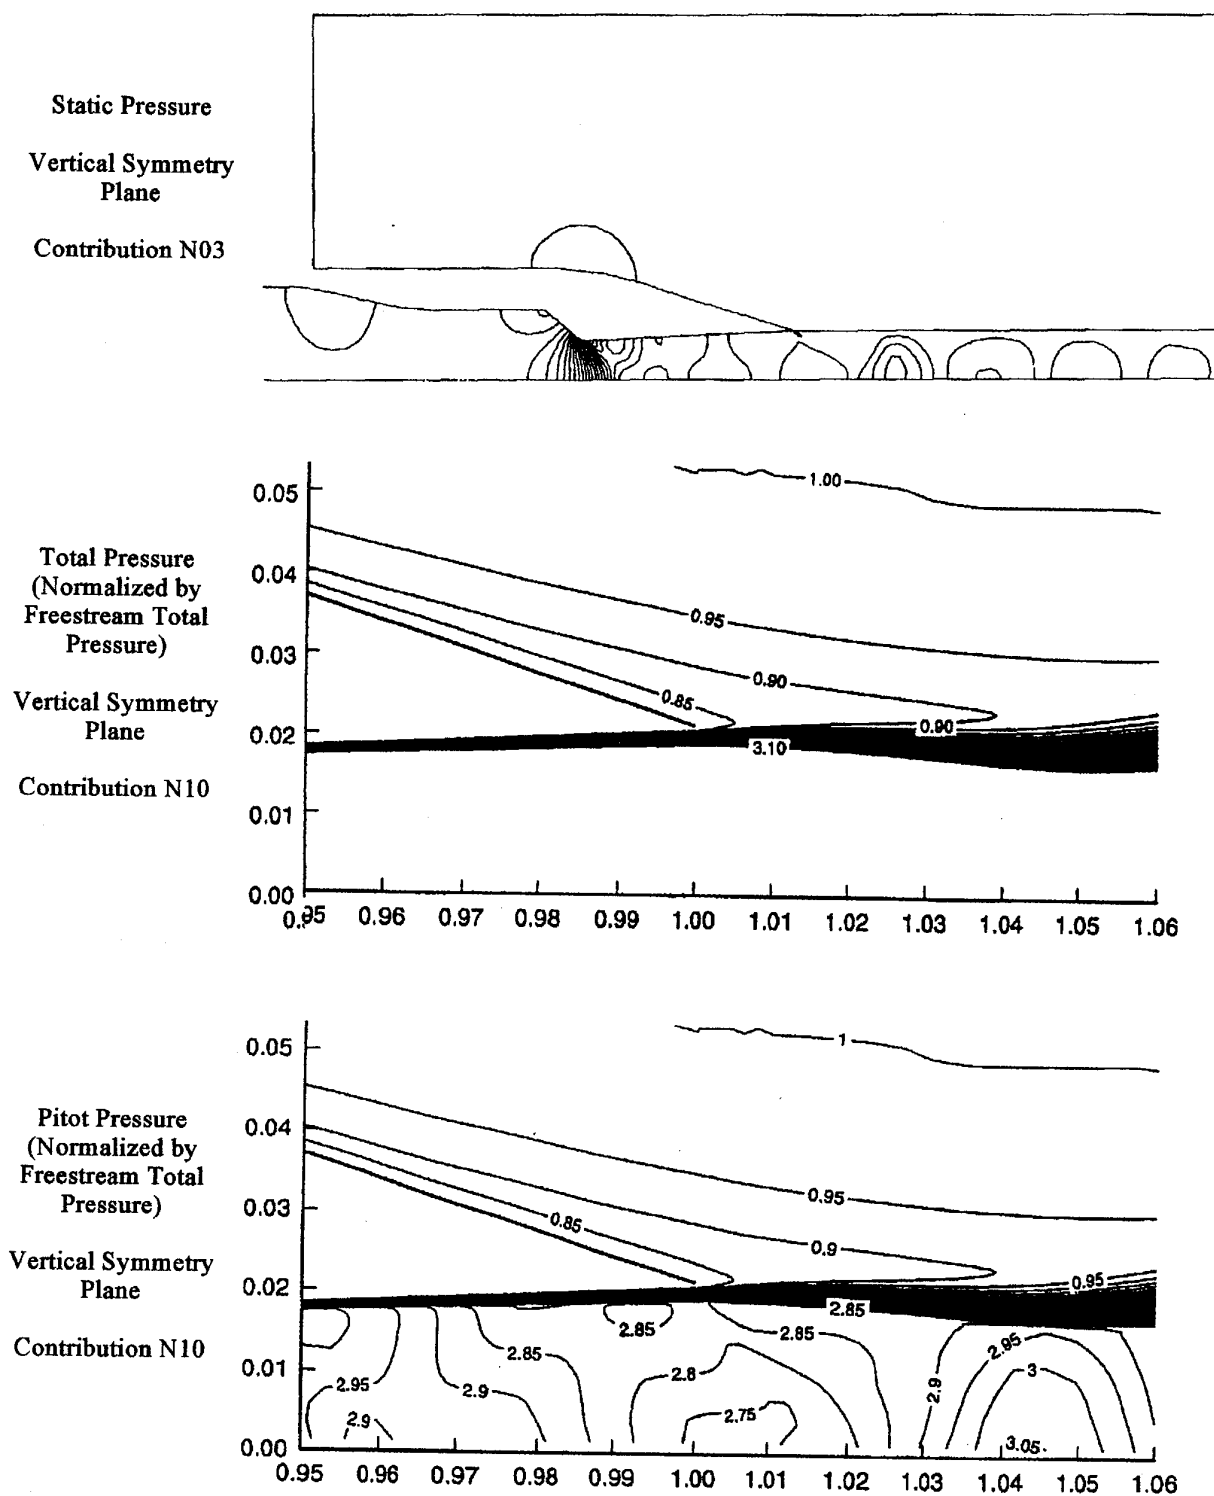 Static Pressure
Vertical Symmetry
Plane
Contribution N03
Total Pressure
(Normalized by
Freestream Total
Pressure)
Vertical Symmetry
Plane
Contribution N10
0.05
0.04
0.03
0.02
0.01
0.00
1.00
0.95
0.90
0.85
0.90
3.10
0.95 0.96 0.97 0.98 0.99 1.00 1.01 1.02 1.03 1.04 1.05 1.06
Pitot Pressure
(Normalized by
Freestream Total
Pressure)
Vertical Symmetry
Plane
Contribution N10
0.05
0.04
0.03
0.02
0.01
0.00
1
0.95
0.85
0.9
0.95
2.85
2.85
2.85
2.85
2.95
2.9
2.9
2.8
2.75
2.9
2.95
3
3.05
0.95 0.96 0.97 0.98 0.99 1.00 1.01 1.02 1.03 1.04 1.05 1.06